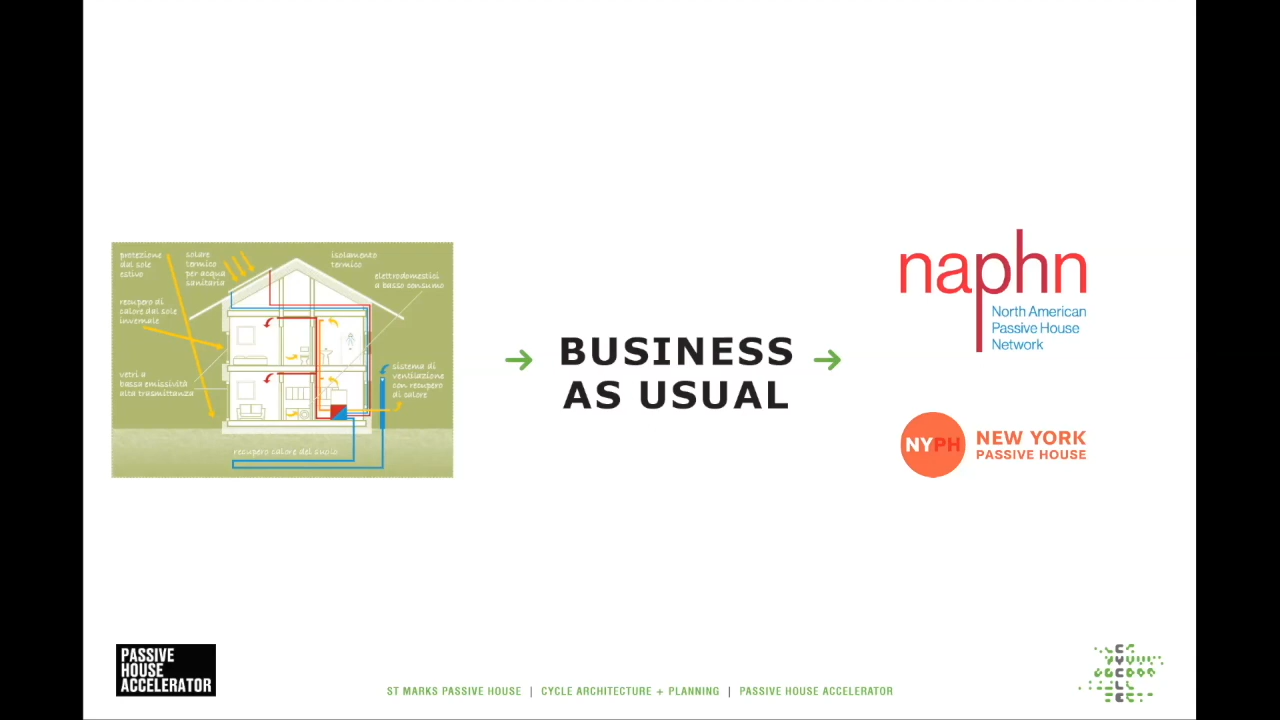 protezione
dal sole
estivo
solare
termico
per acqua
sanitaria
isolamento
termico
elettrodomestici
a basso consumo
recupero di
calore dal sole
invernale
vetri a
bassa emissività
alta trasmittanza
sistema di
ventilazione
con recupero
di calore
recupero calore del suolo
BUSINESS
AS USUAL
naphn
North American
Passive House
Network
NYPH
NEW YORK
PASSIVE HOUSE
PASSIVE
HOUSE
ACCELERATOR
ST MARKS PASSIVE HOUSE | CYCLE ARCHITECTURE + PLANNING | PASSIVE HOUSE ACCELERATOR
CYCLE